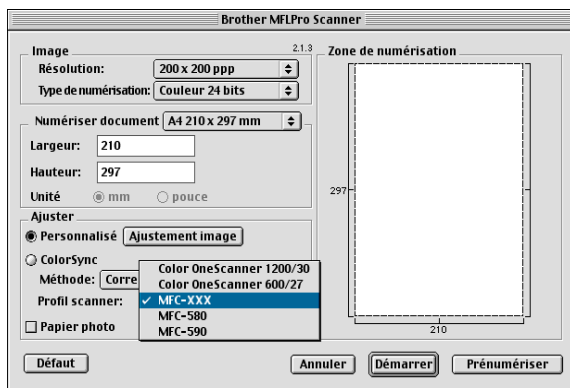 Brother MFLPro Scanner
Image
2.1.3
Résolution: 200 x 200 ppp
Type de numérisation: Couleur 24 bits
Numériser document A4 210 x 297 mm
Largeur: 210
Hauteur: 297
Unité mm pouce
Ajuster
Personnalisé Ajustement image
ColorSync
Méthode: Corre
Profil scanner:
Color OneScanner 1200/30
Color OneScanner 600/27
✓ MFC-XXX
MFC-580
MFC-590
Papier photo
Zone de numérisation
297
210
Défaut
Annuler
Démarrer
Prénumériser